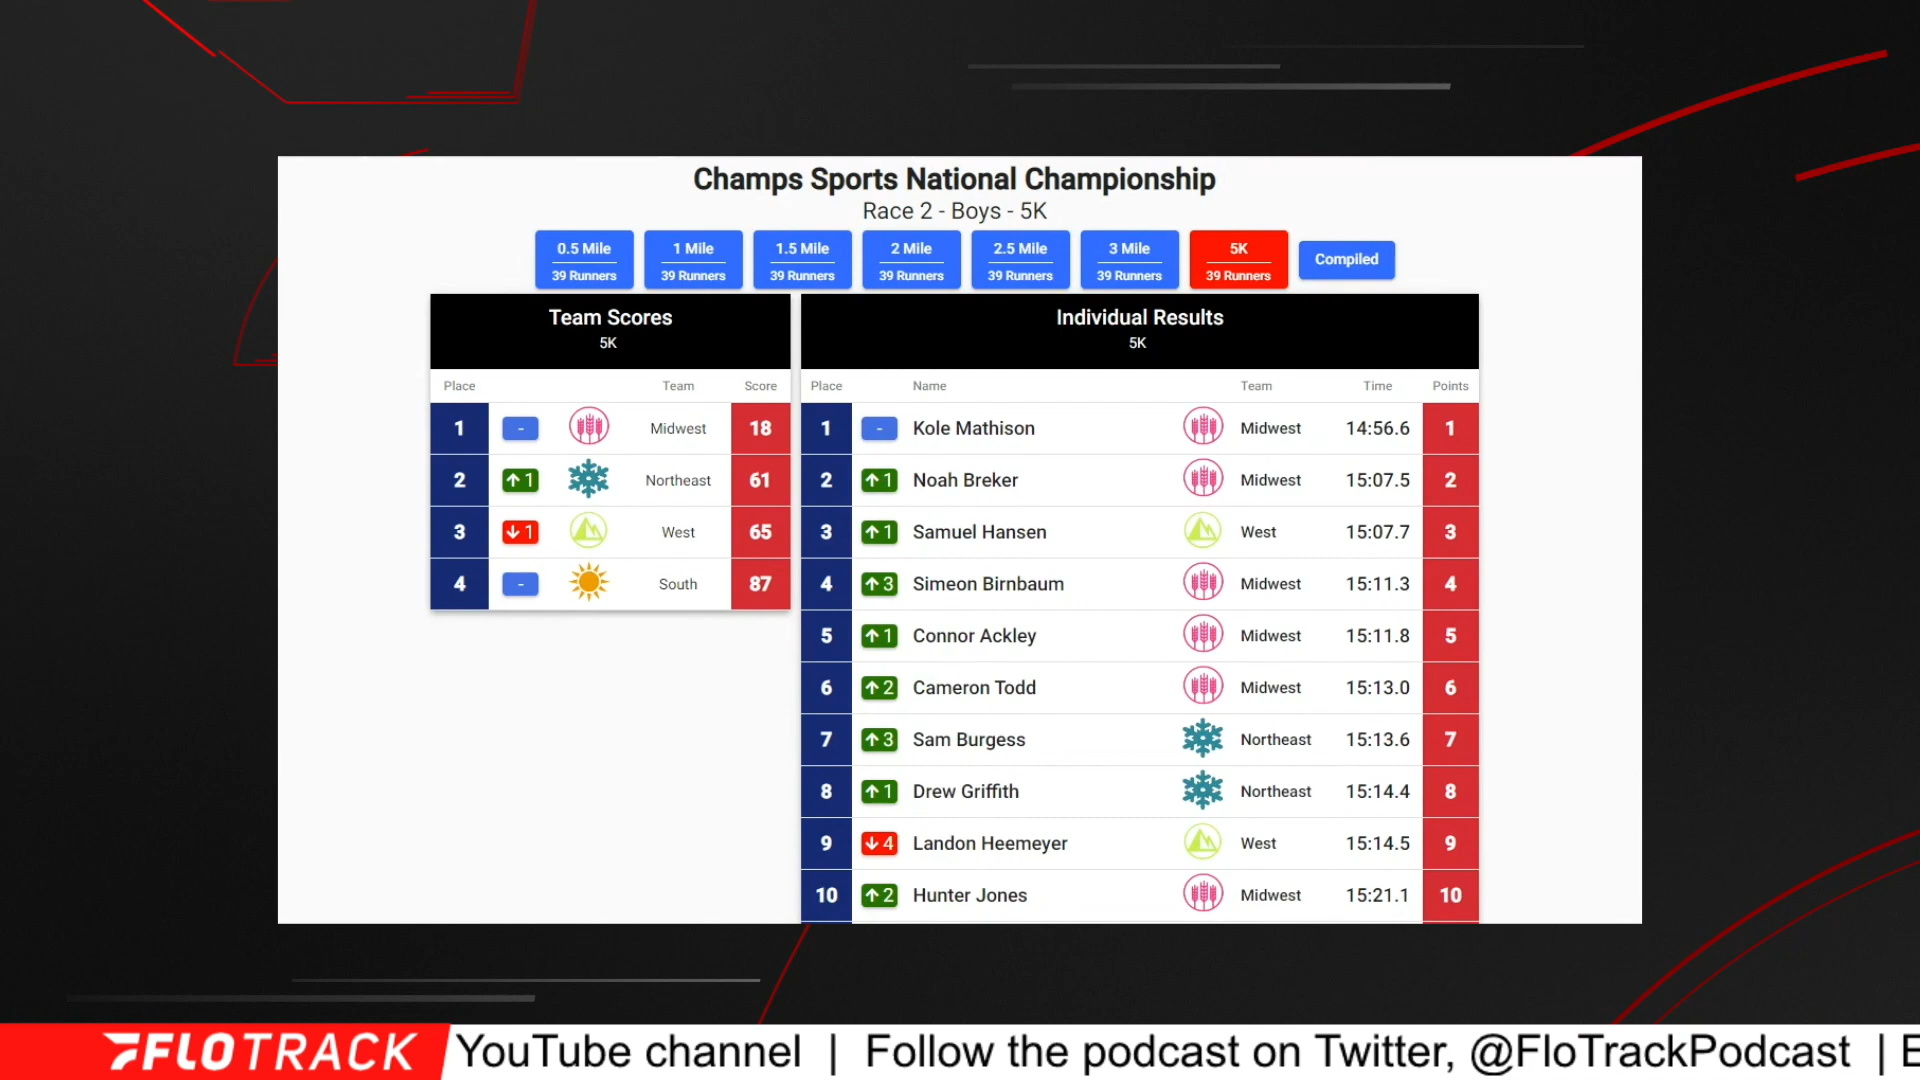 Champs Sports National Championship
Race 2 - Boys - 5K
0.5 Mile 1 Mile 1.5 Mile 2 Mile 2.5 Mile 3 Mile 5K Compiled
39 Runners 39 Runners 39 Runners 39 Runners 39 Runners 39 Runners 39 Runners
Team Scores
5K
Place Team Score
1 - Midwest 18
2 ↑1 Northeast 61
3 ↓1 West 65
4 - South 87
Individual Results
5K
Place Name Team Time Points
1 - Kole Mathison Midwest 14:56.6 1
2 ↑1 Noah Breker Midwest 15:07.5 2
3 ↑1 Samuel Hansen West 15:07.7 3
4 ↑3 Simeon Birnbaum Midwest 15:11.3 4
5 ↑1 Connor Ackley Midwest 15:11.8 5
6 ↑2 Cameron Todd Midwest 15:13.0 6
7 ↑3 Sam Burgess Northeast 15:13.6 7
8 ↑1 Drew Griffith Northeast 15:14.4 8
9 ↓4 Landon Heemeyer West 15:14.5 9
10 ↑2 Hunter Jones Midwest 15:21.1 10
FLOTRACK YouTube channel | Follow the podcast on Twitter, @FloTrackPodcast | E